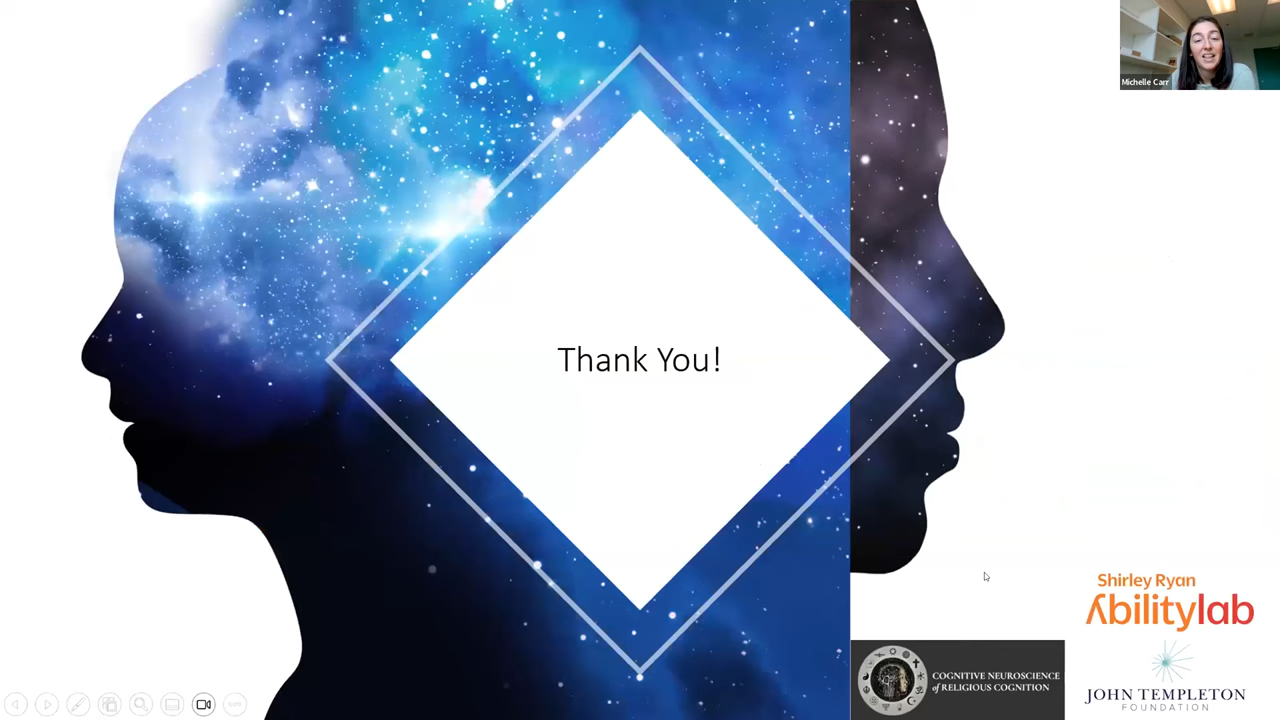 Michelle Carr
Thank You!
Shirley Ryan
Abilitylab
COGNITIVE NEUROSCIENCE
of RELIGIOUS COGNITION
JOHN TEMPLETON
FOUNDATION